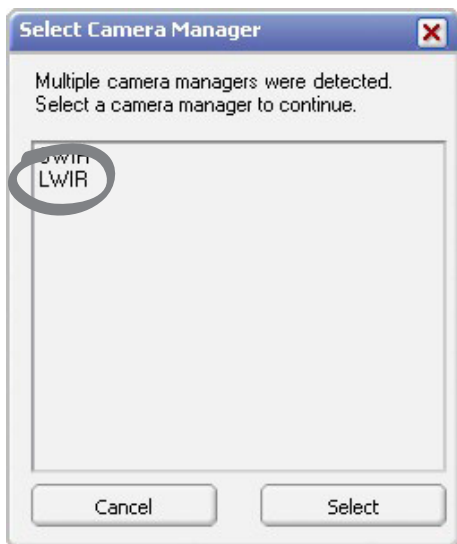 Select Camera Manager
Multiple camera managers were detected.
Select a camera manager to continue.
LWIR
Cancel
Select